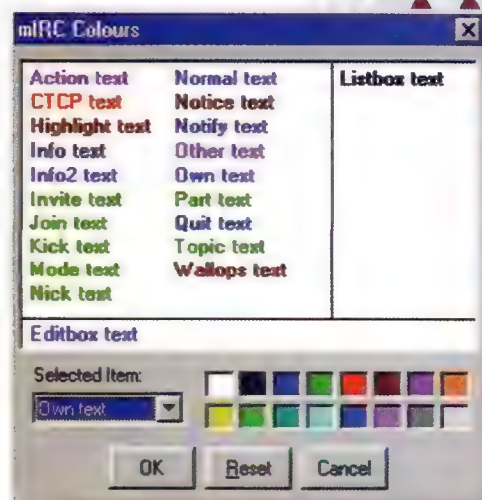 mIRC Colours
Action text
CTCP text
Highlight text
Info text
Info2 text
Invite text
Join text
Kick text
Mode text
Nick text
Normal text
Notice text
Notify text
Other text
Own text
Part text
Quit text
Topic text
Wallops text
Listbox text
Editbox text
Selected Item:
Own text
OK
Reset
Cancel